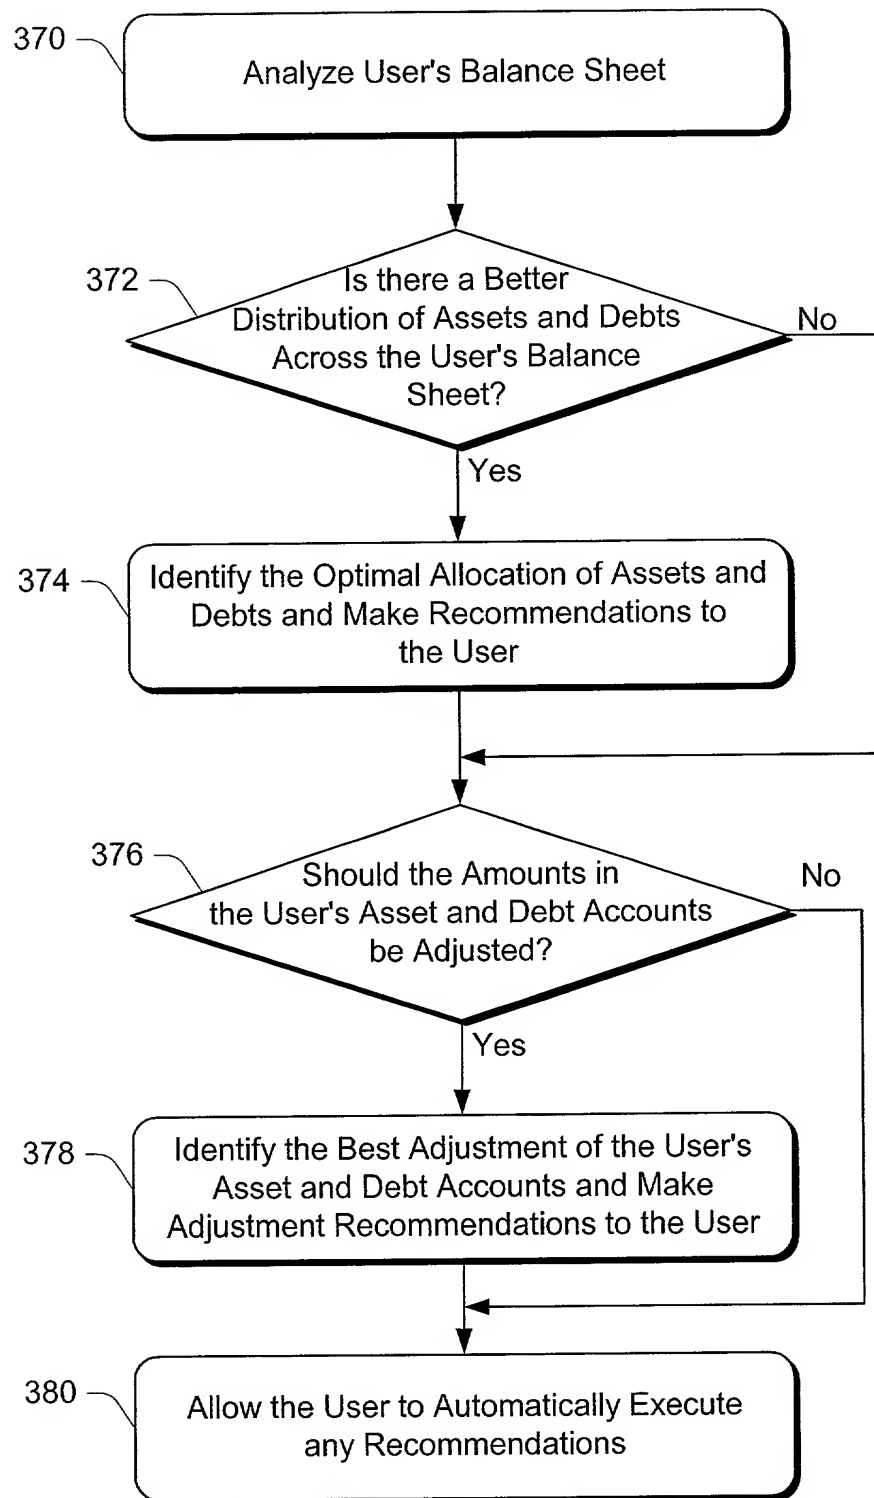 370
Analyze User's Balance Sheet
372
Is there a Better
Distribution of Assets and Debts
Across the User's Balance
Sheet?
No
Yes
374
Identify the Optimal Allocation of Assets and
Debts and Make Recommendations to
the User
376
Should the Amounts in
the User's Asset and Debt Accounts
be Adjusted?
No
Yes
378
Identify the Best Adjustment of the User's
Asset and Debt Accounts and Make
Adjustment Recommendations to the User
380
Allow the User to Automatically Execute
any Recommendations